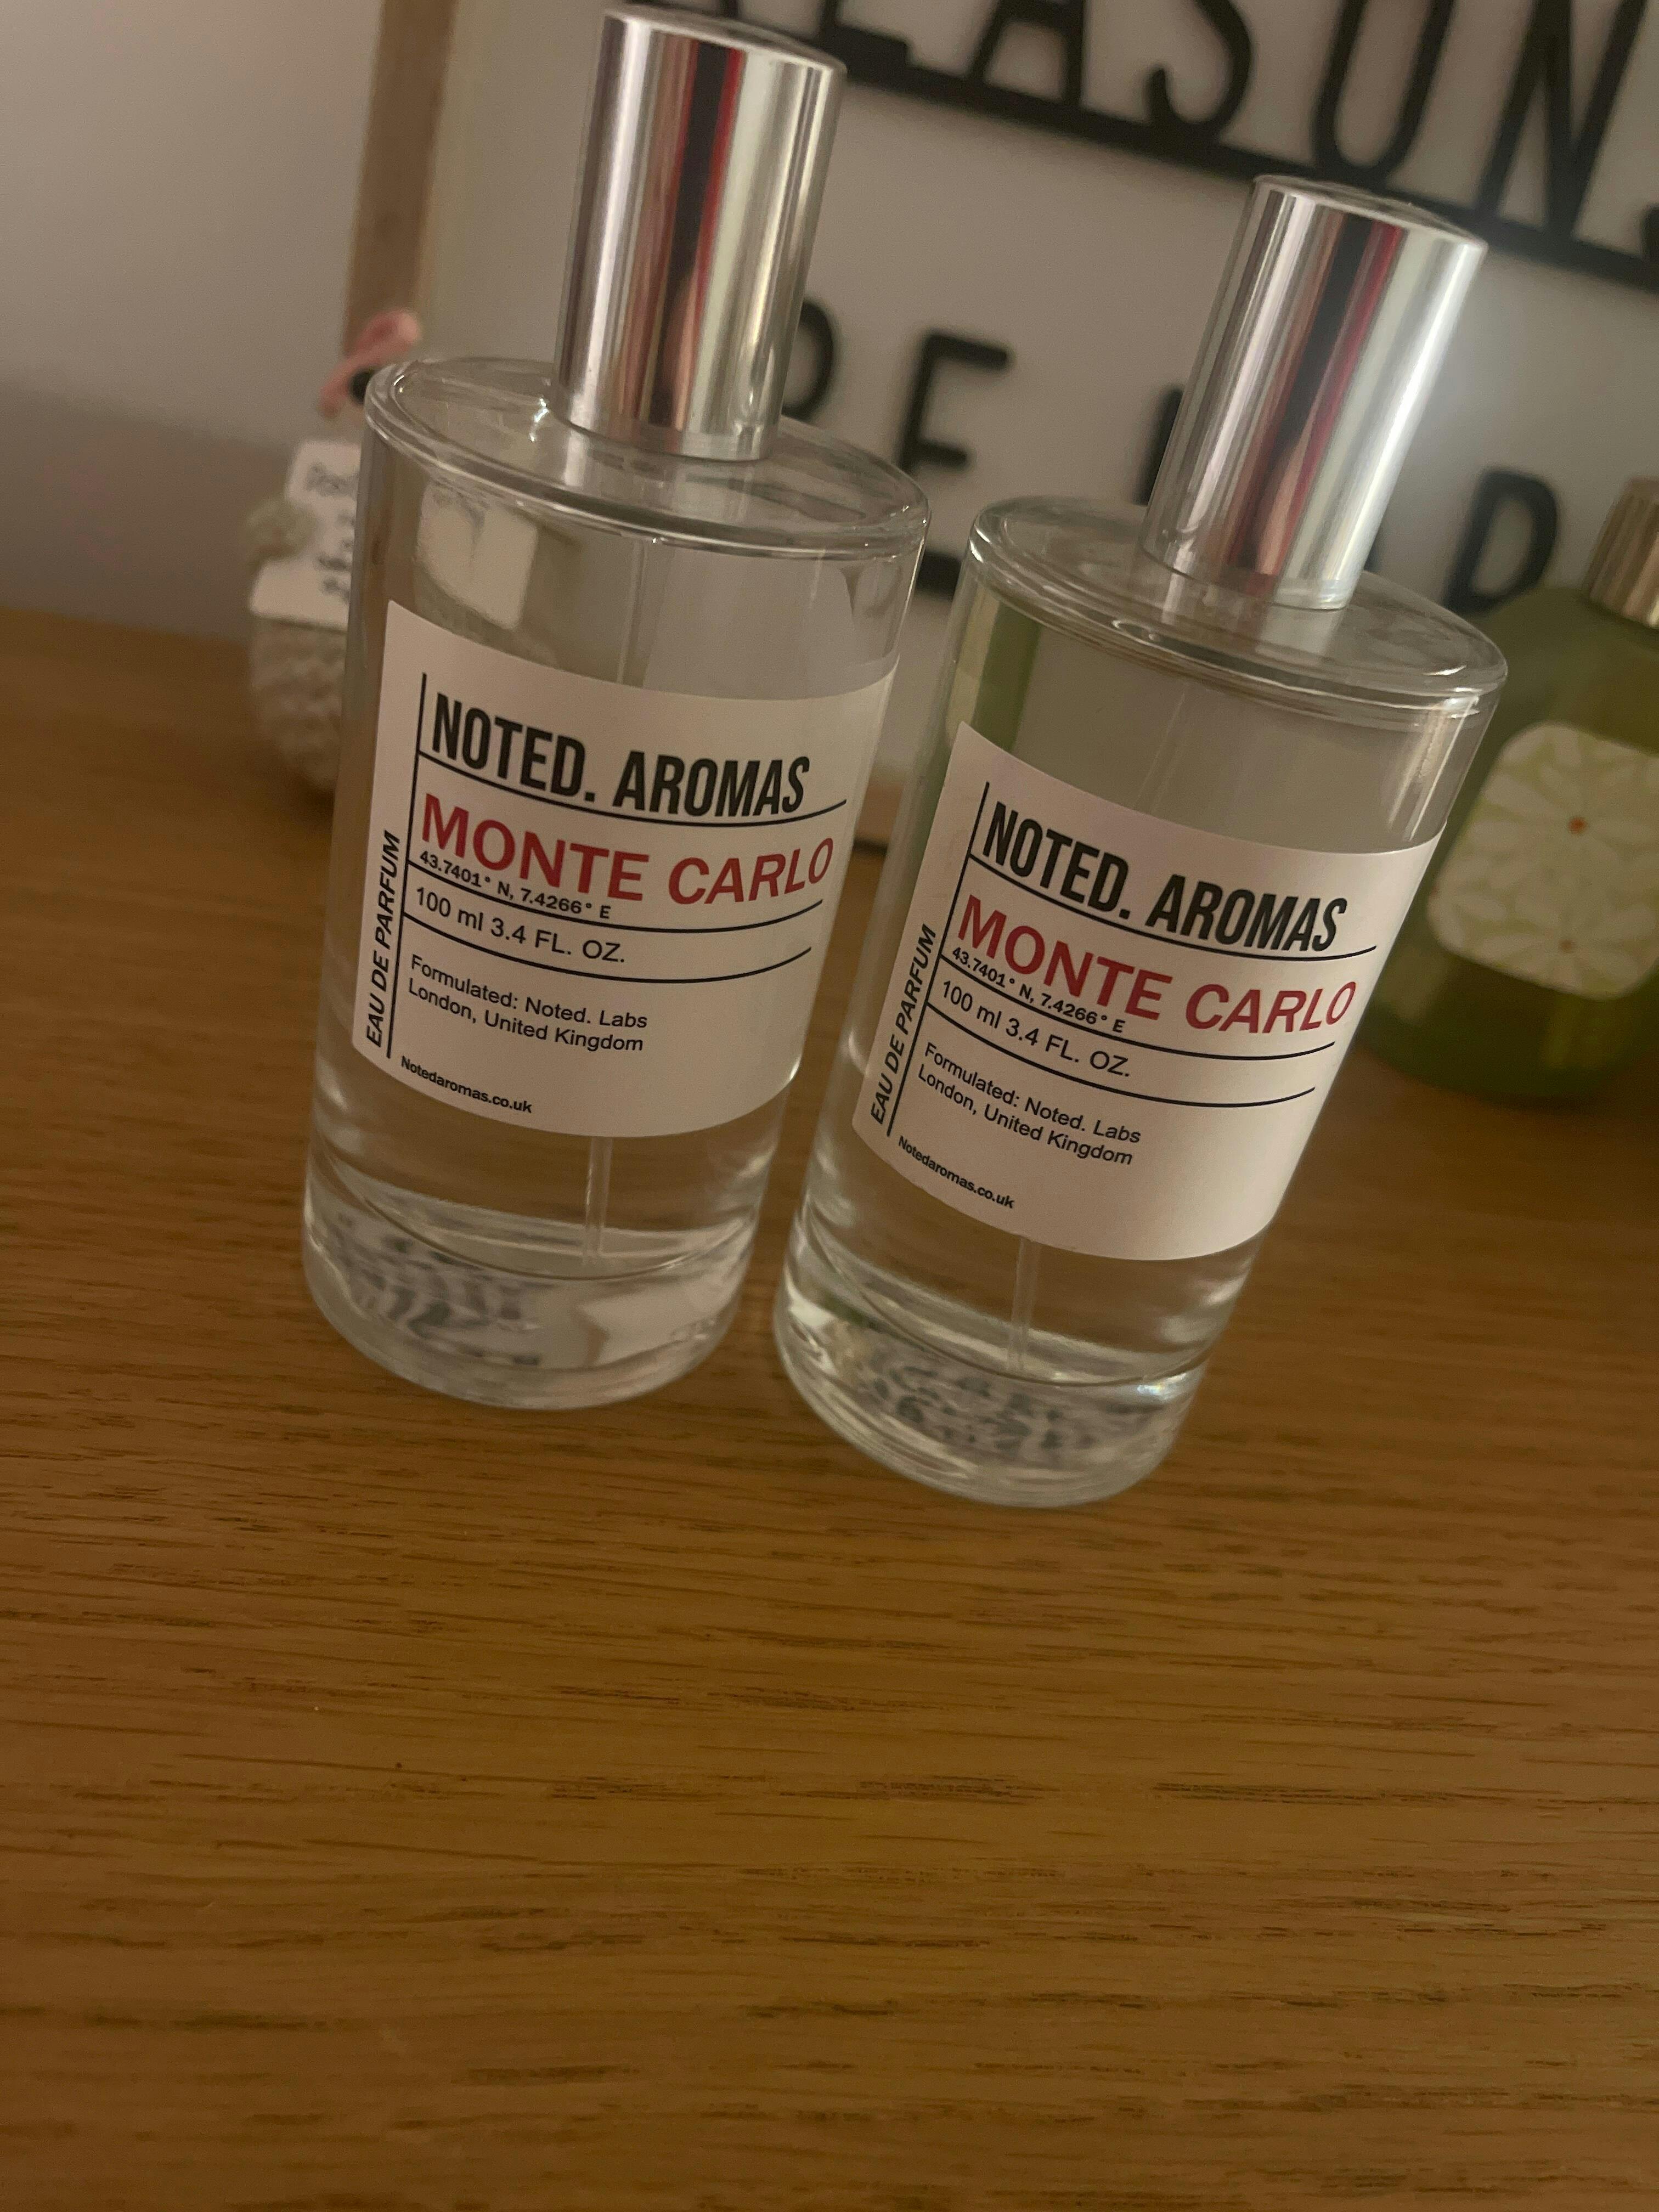 EASON
RE
NOTED. AROMAS
MONTE CARLO
43.7401° N, 7.4266° E
100 ml 3.4 FL. OZ.
Formulated: Noted. Labs
London, United Kingdom
Notedaromas.co.uk
EAU DE PARFUM
NOTED. AROMAS
MONTE CARLO
43.7401° N, 7.4266° E
100 ml 3.4 FL. OZ.
Formulated: Noted. Labs
London, United Kingdom
Notedaromas.co.uk
EAU DE PARFUM